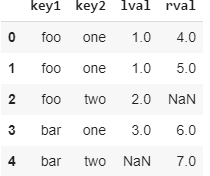 key1 key2 lval rval
0 foo one 1.0 4.0
1 foo one 1.0 5.0
2 foo two 2.0 NaN
3 bar one 3.0 6.0
4 bar two NaN 7.0